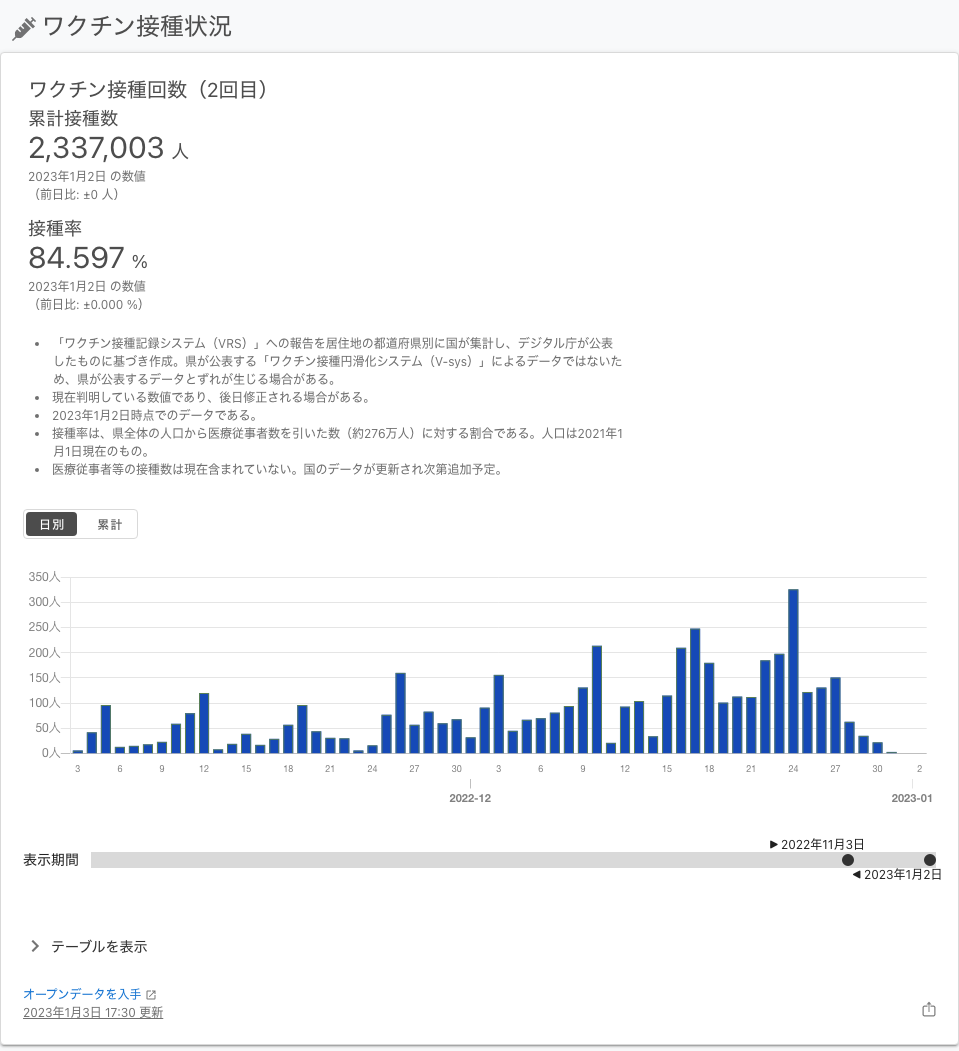 ワクチン接種状況
ワクチン接種回数（2回目）
累計接種数
2,337,003 人
2023年1月2日 の数値
（前日比: ±0 人）
接種率
84.597 %
2023年1月2日 の数値
（前日比: ±0.000 %）
• 「ワクチン接種記録システム（VRS）」への報告を居住地の都道府県別に国が集計し、デジタル庁が公表
したものに基づき作成。県が公表する「ワクチン接種円滑化システム（V-sys）」によるデータではないた
め、県が公表するデータとずれが生じる場合がある。
• 現在判明している数値であり、後日修正される場合がある。
• 2023年1月2日時点でのデータである。
• 接種率は、県全体の人口から医療従事者数を引いた数（約276万人）に対する割合である。人口は2021年1
月1日現在のもの。
• 医療従事者等の接種数は現在含まれていない。国のデータが更新され次第追加予定。
日別 累計
350人
300人
250人
200人
150人
100人
50人
0人
3 6 9 12 15 18 21 24 27 30 3 6 9 12 15 18 21 24 27 30 2
2022-12 2023-01
▶ 2022年11月3日
表示期間
◀ 2023年1月2日
テーブルを表示
オープンデータを入手
2023年1月3日 17:30 更新